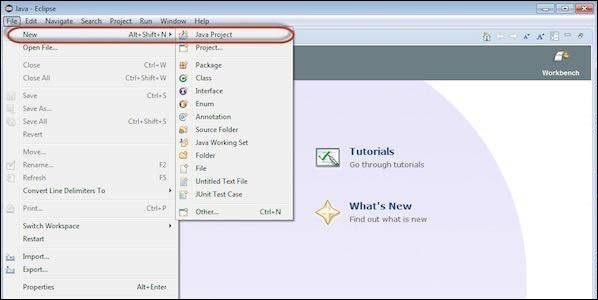 Java - Eclipse
File Edit Navigate Search Project Run Window Help
New Alt+Shift+N
Open File...
Close Ctrl+W
Close All Ctrl+Shift+W
Save Ctrl+S
Save As...
Save All Ctrl+Shift+S
Revert
Move...
Rename... F2
Refresh F5
Convert Line Delimiters To
Print... Ctrl+P
Switch Workspace
Restart
Import...
Export...
Properties Alt+Enter
Java Project
Project...
Package
Class
Interface
Enum
Annotation
Source Folder
Java Working Set
Folder
File
Untitled Text File
JUnit Test Case
Other... Ctrl+N
Workbench
Tutorials
Go through tutorials
What's New
Find out what is new